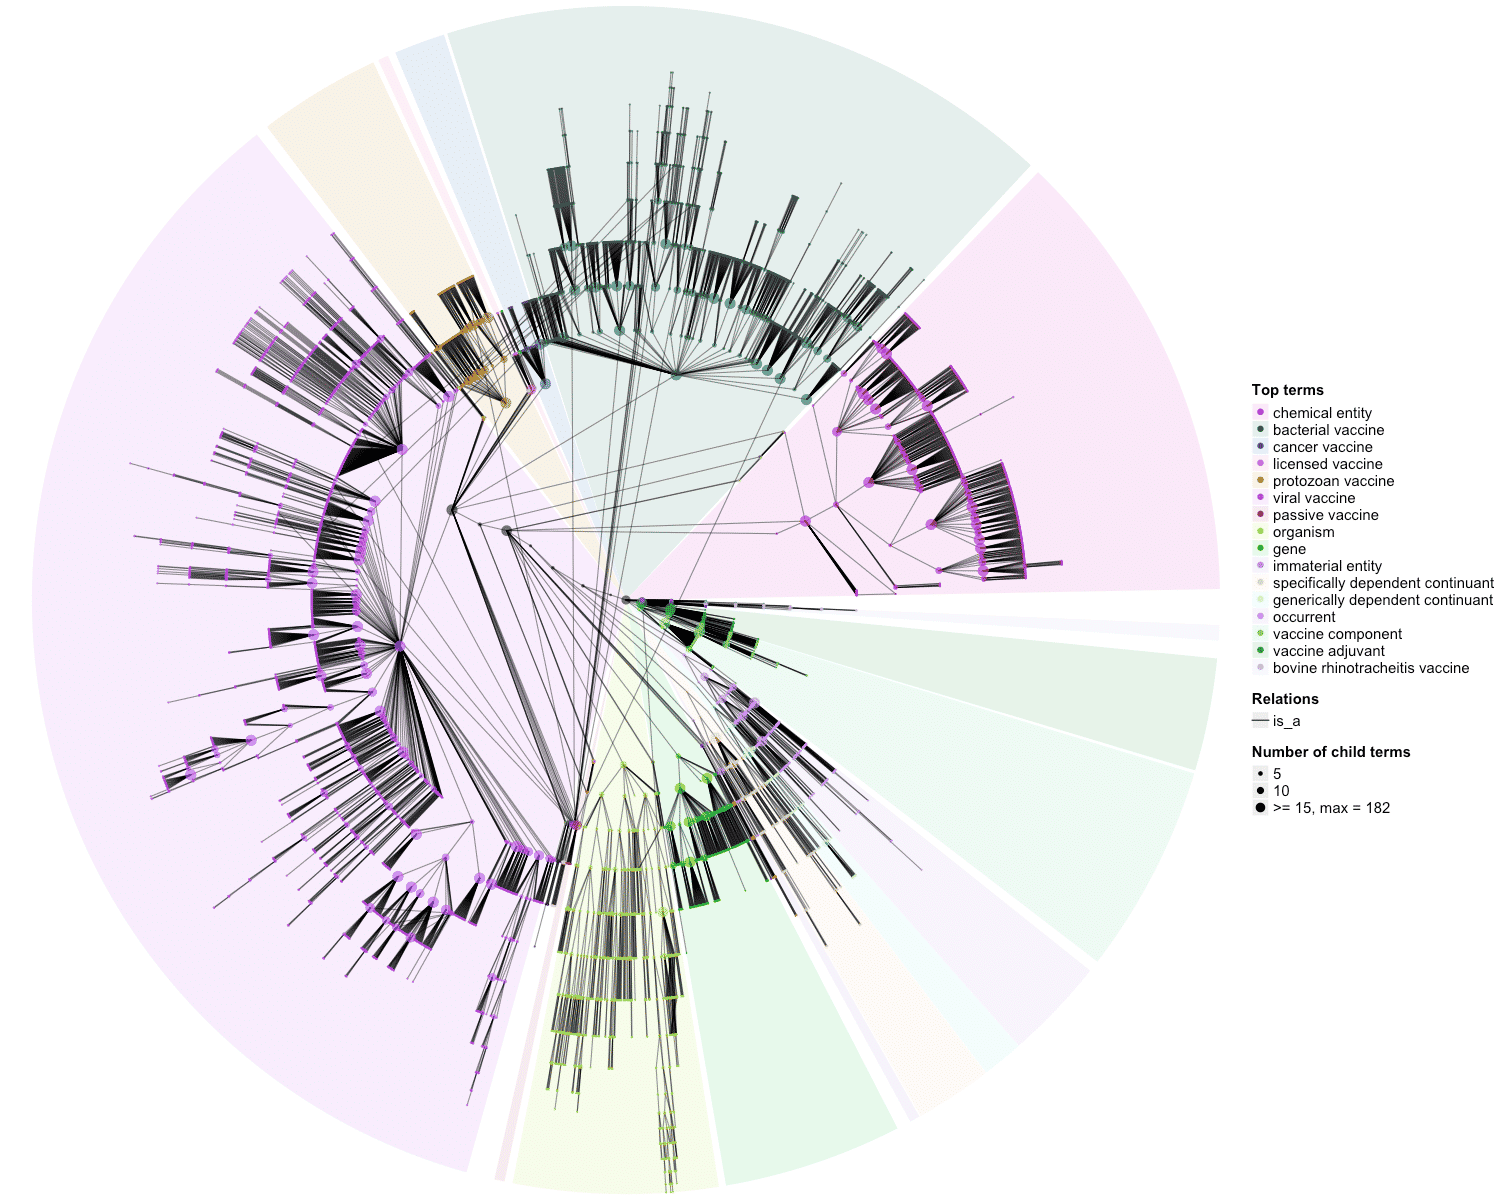 Top terms
chemical entity
bacterial vaccine
cancer vaccine
licensed vaccine
protozoan vaccine
viral vaccine
passive vaccine
organism
gene
immaterial entity
specifically dependent continuant
generically dependent continuant
occurrent
vaccine component
vaccine adjuvant
bovine rhinotracheitis vaccine
Relations
is_a
Number of child terms
5
10
>= 15, max = 182